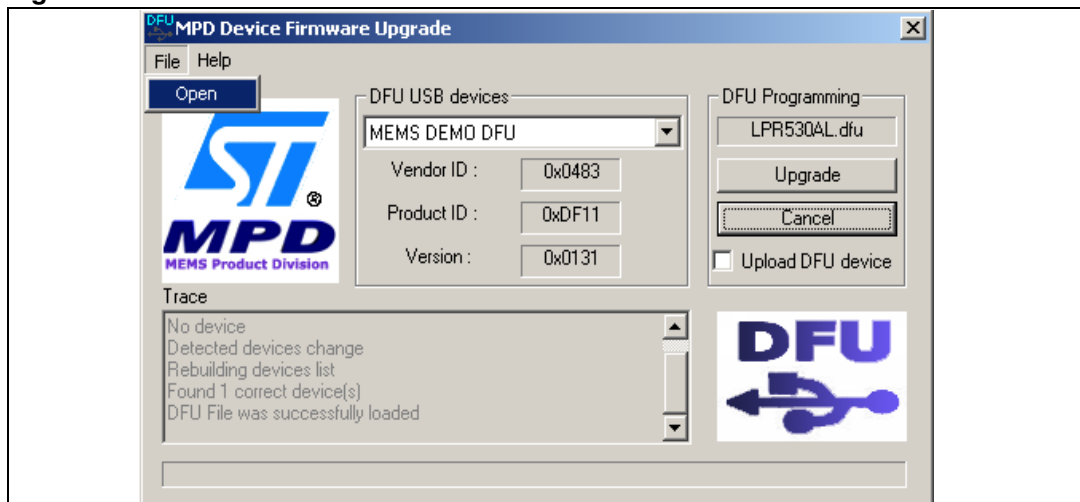 DFU MPD Device Firmware Upgrade
File Help
Open
DFU USB devices
MEMS DEMO DFU
Vendor ID : 0x0483
Product ID : 0xDF11
Version : 0x0131
DFU Programming
LPR530AL.dfu
Upgrade
Cancel
Upload DFU device
ST ®
MPD
MEMS Product Division
Trace
No device
Detected devices change
Rebuilding devices list
Found 1 correct device(s)
DFU File was successfully loaded
DFU